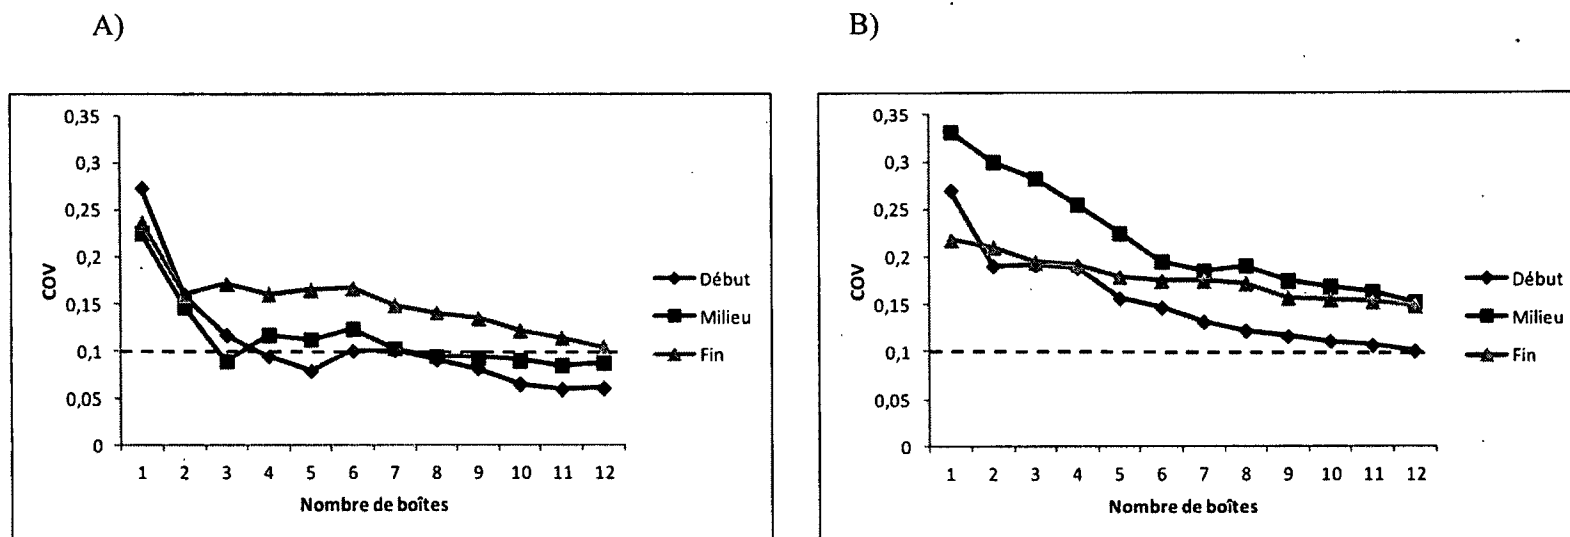 A)
0,35
0,3
0,25
0,2
0,15
0,1
0,05
0
COV
1 2 3 4 5 6 7 8 9 10 11 12
Nombre de boîtes
Début
Milieu
Fin
B)
0,35
0,3
0,25
0,2
0,15
0,1
0,05
0
COV
1 2 3 4 5 6 7 8 9 10 11 12
Nombre de boîtes
Début
Milieu
Fin